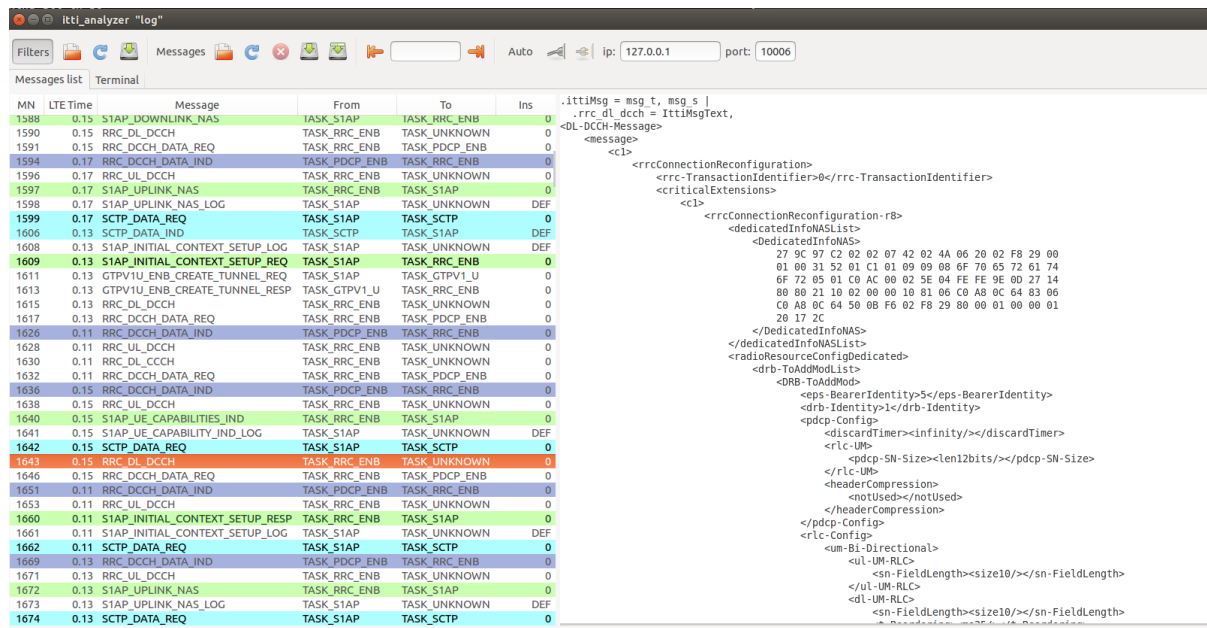 itti_analyzer "log"
Filters Messages Auto ip: 127.0.0.1 port: 10006
Messages list Terminal
MN LTE Time Message From To Ins
1588 0.15 S1AP_DOWNLINK_NAS TASK_S1AP TASK_RRC_ENB 0
1590 0.15 RRC_DL_DCCH TASK_RRC_ENB TASK_UNKNOWN 0
1591 0.15 RRC_DCCH_DATA_REQ TASK_RRC_ENB TASK_PDCP_ENB 0
1594 0.17 RRC_DCCH_DATA_IND TASK_PDCP_ENB TASK_RRC_ENB 0
1596 0.17 RRC_UL_DCCH TASK_RRC_ENB TASK_UNKNOWN 0
1597 0.17 S1AP_UPLINK_NAS TASK_RRC_ENB TASK_S1AP 0
1598 0.17 S1AP_UPLINK_NAS_LOG TASK_S1AP TASK_UNKNOWN DEF
1599 0.17 SCTP_DATA_REQ TASK_S1AP TASK_SCTP 0
1606 0.13 SCTP_DATA_IND TASK_SCTP TASK_S1AP DEF
1608 0.13 S1AP_INITIAL_CONTEXT_SETUP_LOG TASK_S1AP TASK_UNKNOWN DEF
1609 0.13 S1AP_INITIAL_CONTEXT_SETUP_REQ TASK_S1AP TASK_RRC_ENB 0
1611 0.13 GTPV1U_ENB_CREATE_TUNNEL_REQ TASK_S1AP TASK_GTPV1_U 0
1613 0.13 GTPV1U_ENB_CREATE_TUNNEL_RESP TASK_GTPV1_U TASK_RRC_ENB 0
1615 0.13 RRC_DL_DCCH TASK_RRC_ENB TASK_UNKNOWN 0
1617 0.13 RRC_DCCH_DATA_REQ TASK_RRC_ENB TASK_PDCP_ENB 0
1626 0.11 RRC_DCCH_DATA_IND TASK_PDCP_ENB TASK_RRC_ENB 0
1628 0.11 RRC_UL_DCCH TASK_RRC_ENB TASK_UNKNOWN 0
1630 0.11 RRC_DL_CCCH TASK_RRC_ENB TASK_UNKNOWN 0
1632 0.11 RRC_DCCH_DATA_REQ TASK_RRC_ENB TASK_PDCP_ENB 0
1636 0.15 RRC_DCCH_DATA_IND TASK_PDCP_ENB TASK_RRC_ENB 0
1638 0.15 RRC_UL_DCCH TASK_RRC_ENB TASK_UNKNOWN 0
1640 0.15 S1AP_UE_CAPABILITIES_IND TASK_RRC_ENB TASK_S1AP 0
1641 0.15 S1AP_UE_CAPABILITY_IND_LOG TASK_S1AP TASK_UNKNOWN DEF
1642 0.15 SCTP_DATA_REQ TASK_S1AP TASK_SCTP 0
1643 0.15 RRC_DL_DCCH TASK_RRC_ENB TASK_UNKNOWN 0
1646 0.15 RRC_DCCH_DATA_REQ TASK_RRC_ENB TASK_PDCP_ENB 0
1651 0.11 RRC_DCCH_DATA_IND TASK_PDCP_ENB TASK_RRC_ENB 0
1653 0.11 RRC_UL_DCCH TASK_RRC_ENB TASK_UNKNOWN 0
1660 0.11 S1AP_INITIAL_CONTEXT_SETUP_RESP TASK_RRC_ENB TASK_S1AP 0
1661 0.11 S1AP_INITIAL_CONTEXT_SETUP_LOG TASK_S1AP TASK_UNKNOWN DEF
1662 0.11 SCTP_DATA_REQ TASK_S1AP TASK_SCTP 0
1669 0.13 RRC_DCCH_DATA_IND TASK_PDCP_ENB TASK_RRC_ENB 0
1671 0.13 RRC_UL_DCCH TASK_RRC_ENB TASK_UNKNOWN 0
1672 0.13 S1AP_UPLINK_NAS TASK_RRC_ENB TASK_S1AP 0
1673 0.13 S1AP_UPLINK_NAS_LOG TASK_S1AP TASK_UNKNOWN DEF
1674 0.13 SCTP_DATA_REQ TASK_S1AP TASK_SCTP 0
.ittiMsg = msg_t, msg_s |
.rrc_dl_dcch = IttiMsgText,
<DL-DCCH-Message>
<message>
<c1>
<rrcConnectionReconfiguration>
<rrc-TransactionIdentifier>0</rrc-TransactionIdentifier>
<criticalExtensions>
<c1>
<rrcConnectionReconfiguration-r8>
<dedicatedInfoNASList>
<DedicatedInfoNAS>
27 9C 97 C2 02 02 07 42 02 4A 06 20 02 F8 29 00
01 00 31 52 01 C1 01 09 09 08 6F 70 65 72 61 74
6F 72 05 01 C0 AC 00 02 5E 04 FE FE 9E 0D 27 14
80 80 21 10 02 00 00 10 81 06 C0 A8 0C 64 83 06
C0 A8 0C 64 50 0B F6 02 F8 29 80 00 01 00 00 01
20 17 2C
</DedicatedInfoNAS>
</dedicatedInfoNASList>
<radioResourceConfigDedicated>
<drb-ToAddModList>
<DRB-ToAddMod>
<eps-BearerIdentity>5</eps-BearerIdentity>
<drb-Identity>1</drb-Identity>
<pdcp-Config>
<discardTimer><infinity/></discardTimer>
<rlc-UM>
<pdcp-SN-Size><len12bits/></pdcp-SN-Size>
</rlc-UM>
<headerCompression>
<notUsed></notUsed>
</headerCompression>
</pdcp-Config>
<rlc-Config>
<um-Bi-Directional>
<ul-UM-RLC>
<sn-FieldLength><size10/></sn-FieldLength>
</ul-UM-RLC>
<dl-UM-RLC>
<sn-FieldLength><size10/></sn-FieldLength>